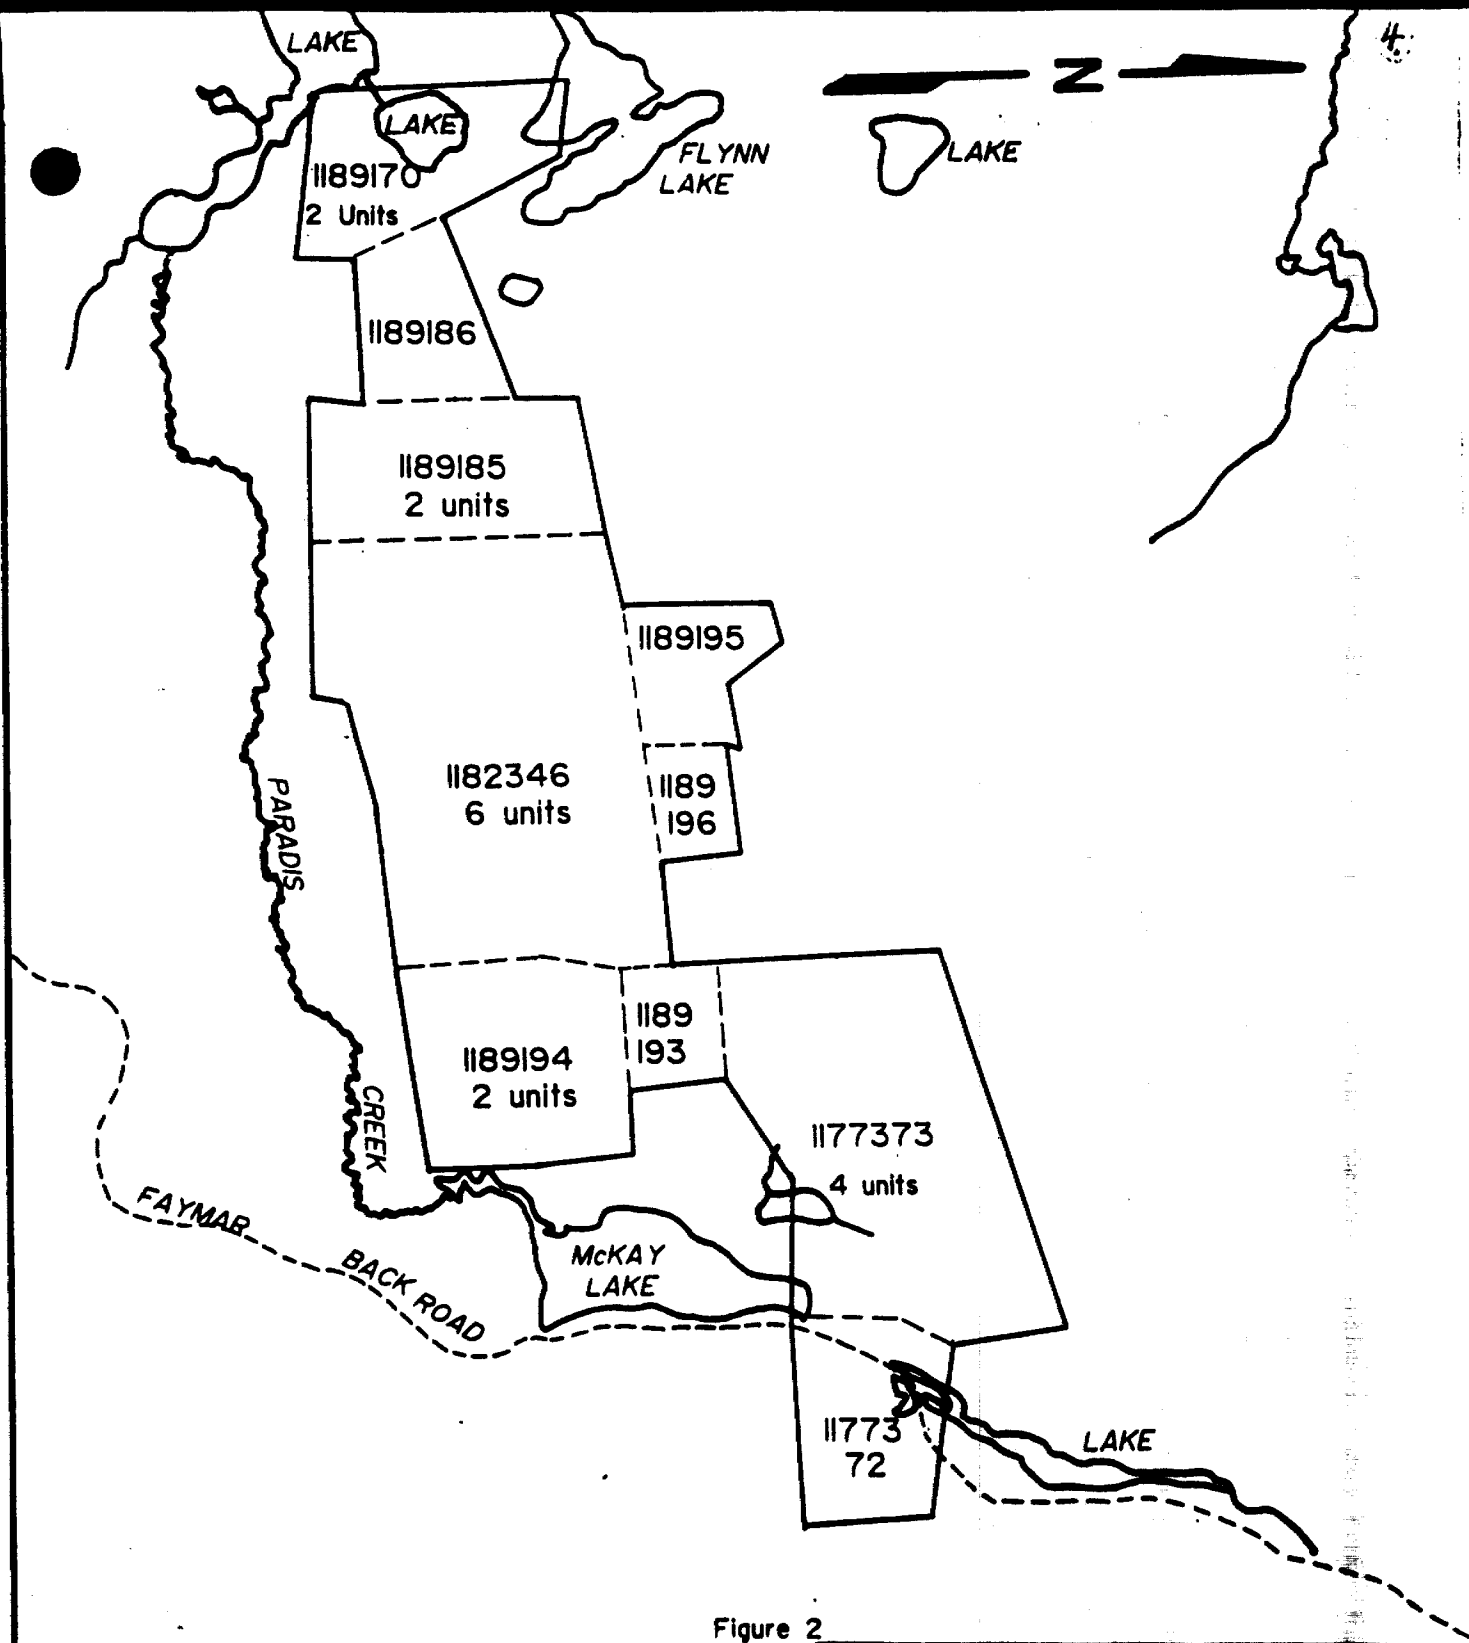 4.
LAKE
N
LAKE
FLYNN
LAKE
LAKE
1189170
2 Units
1189186
1189185
2 units
1189195
1182346
6 units
1189
196
PARADIS
CREEK
1189
193
1189194
2 units
1177373
4 units
FAYMAR
BACK ROAD
McKAY
LAKE
11773
72
LAKE
Figure 2